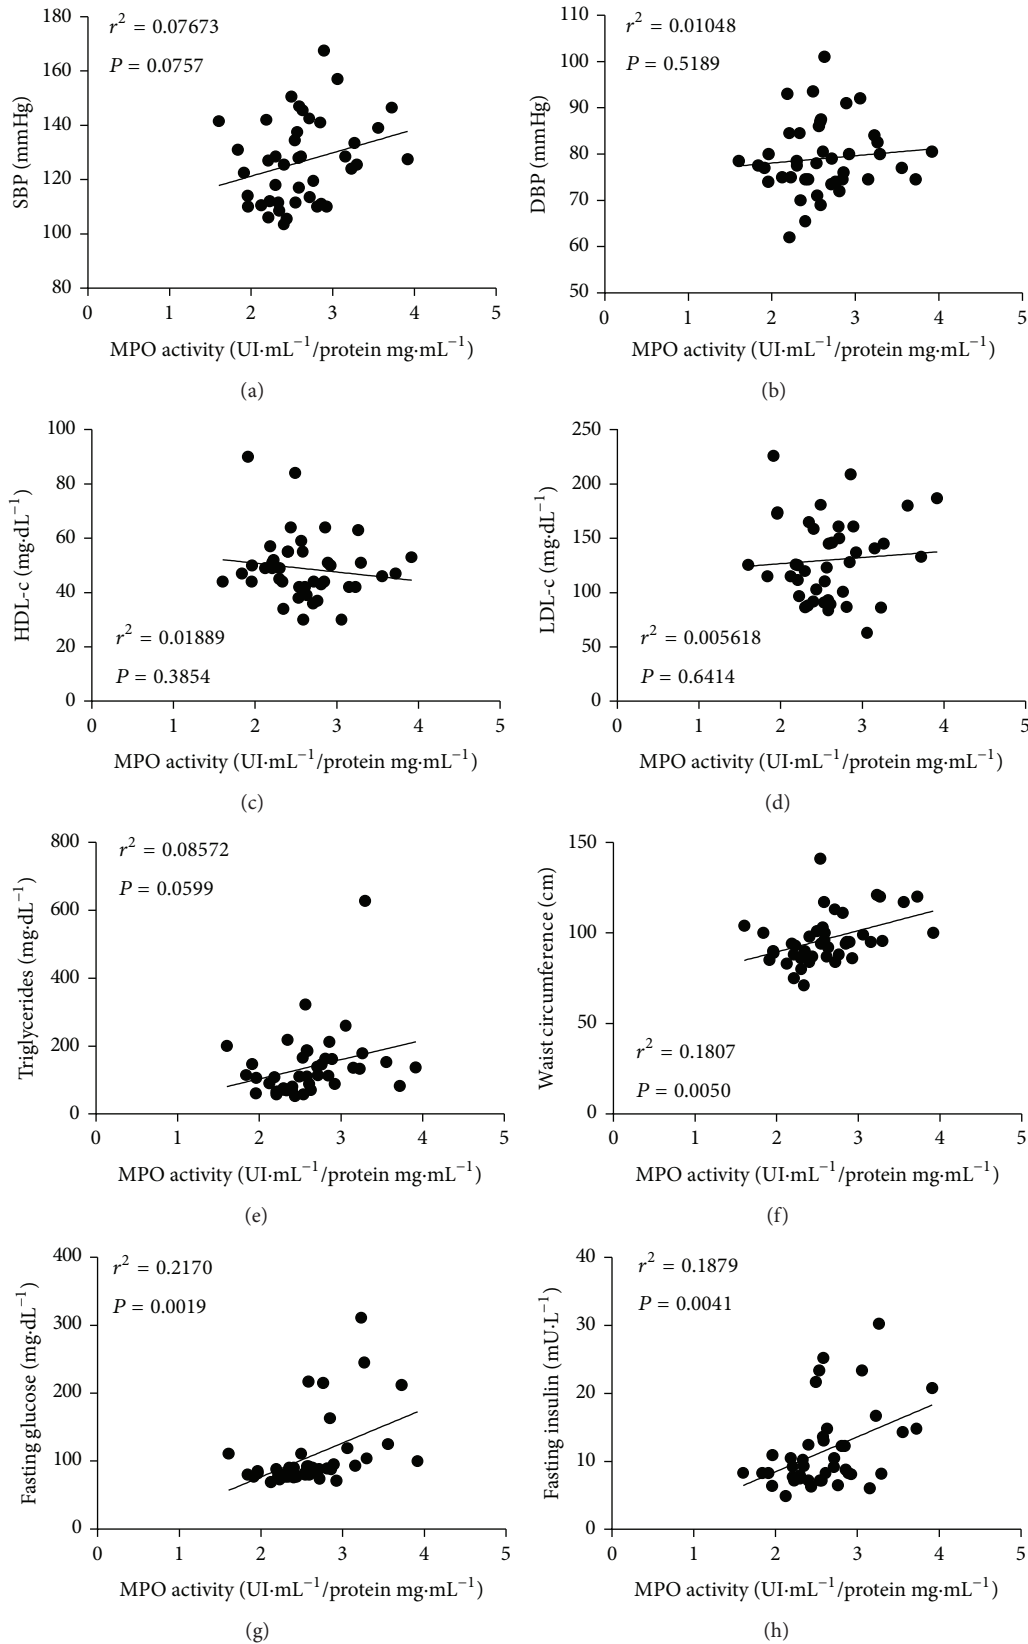 180
160
140
120
100
80
SBP (mmHg)
r² = 0.07673
P = 0.0757
0 1 2 3 4 5
MPO activity (UI·mL⁻¹/protein mg·mL⁻¹)
(a)
110
100
90
80
70
60
50
DBP (mmHg)
r² = 0.01048
P = 0.5189
0 1 2 3 4 5
MPO activity (UI·mL⁻¹/protein mg·mL⁻¹)
(b)
100
80
60
40
20
0
HDL-c (mg·dL⁻¹)
r² = 0.01889
P = 0.3854
0 1 2 3 4 5
MPO activity (UI·mL⁻¹/protein mg·mL⁻¹)
(c)
250
200
150
100
50
0
LDL-c (mg·dL⁻¹)
r² = 0.005618
P = 0.6414
0 1 2 3 4 5
MPO activity (UI·mL⁻¹/protein mg·mL⁻¹)
(d)
800
600
400
200
0
Triglycerides (mg·dL⁻¹)
r² = 0.08572
P = 0.0599
0 1 2 3 4 5
MPO activity (UI·mL⁻¹/protein mg·mL⁻¹)
(e)
150
100
50
0
Waist circumference (cm)
r² = 0.1807
P = 0.0050
0 1 2 3 4 5
MPO activity (UI·mL⁻¹/protein mg·mL⁻¹)
(f)
400
300
200
100
0
Fasting glucose (mg·dL⁻¹)
r² = 0.2170
P = 0.0019
0 1 2 3 4 5
MPO activity (UI·mL⁻¹/protein mg·mL⁻¹)
(g)
40
30
20
10
0
Fasting insulin (mU·L⁻¹)
r² = 0.1879
P = 0.0041
0 1 2 3 4 5
MPO activity (UI·mL⁻¹/protein mg·mL⁻¹)
(h)